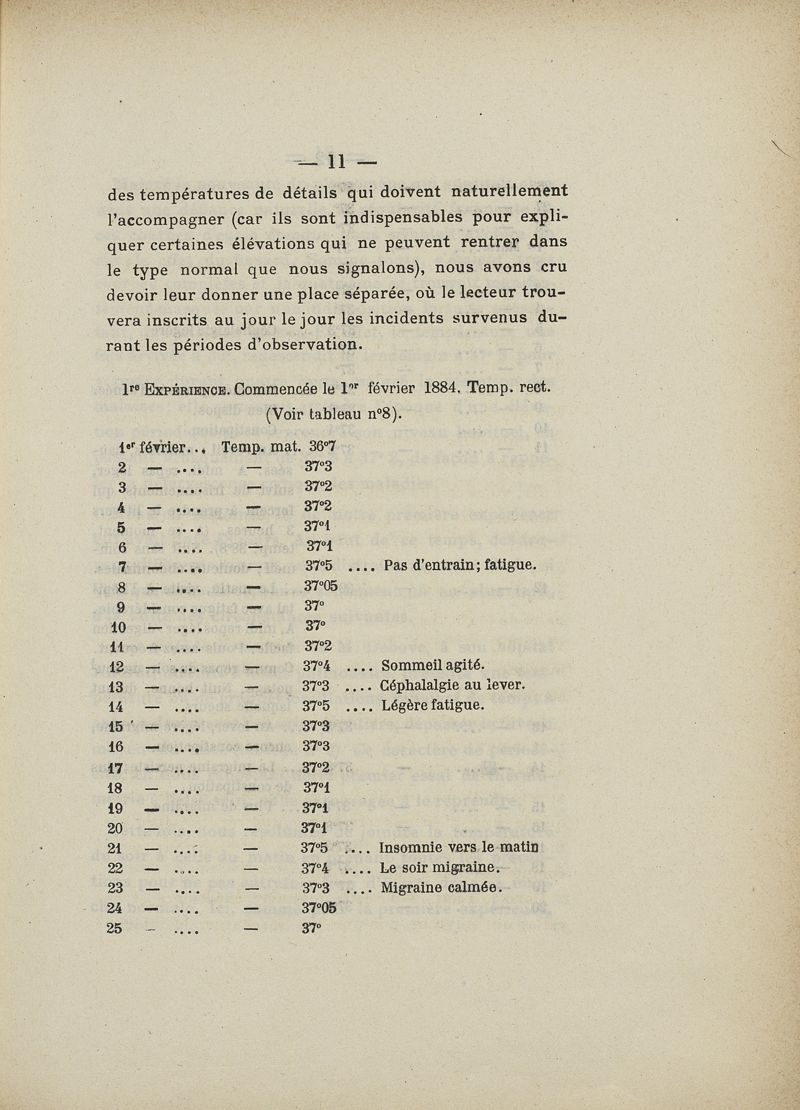 — 11 —
des températures de détails qui doivent naturellement
l'accompagner (car ils sont indispensables pour expli-
quer certaines élévations qui ne peuvent rentrer dans
le type normal que nous signalons), nous avons cru
devoir leur donner une place séparée, où le lecteur trou-
vera inscrits au jour le jour les incidents survenus du-
rant les périodes d'observation.
1re EXPÉRIENCE. Commencée le 1er février 1884. Temp. rect.
(Voir tableau n°8).
1er février... Temp. mat. 36°7
2 — .... — 37°3
3 — .... — 37°2
4 — .... — 37°2
5 — .... — 37°1
6 — .... — 37°1
7 — .... — 37°5 .... Pas d'entrain; fatigue.
8 — .... — 37°05
9 — .... — 37°
10 — .... — 37°
11 — .... — 37°2
12 — .... — 37°4 .... Sommeil agité.
13 — .... — 37°3 .... Céphalalgie au lever.
14 — .... — 37°5 .... Légère fatigue.
15 — .... — 37°3
16 — .... — 37°3
17 — .... — 37°2
18 — .... — 37°1
19 — .... — 37°1
20 — .... — 37°1
21 — .... — 37°5 .... Insomnie vers le matin
22 — .... — 37°4 .... Le soir migraine.
23 — .... — 37°3 .... Migraine calmée.
24 — .... — 37°05
25 — .... — 37°